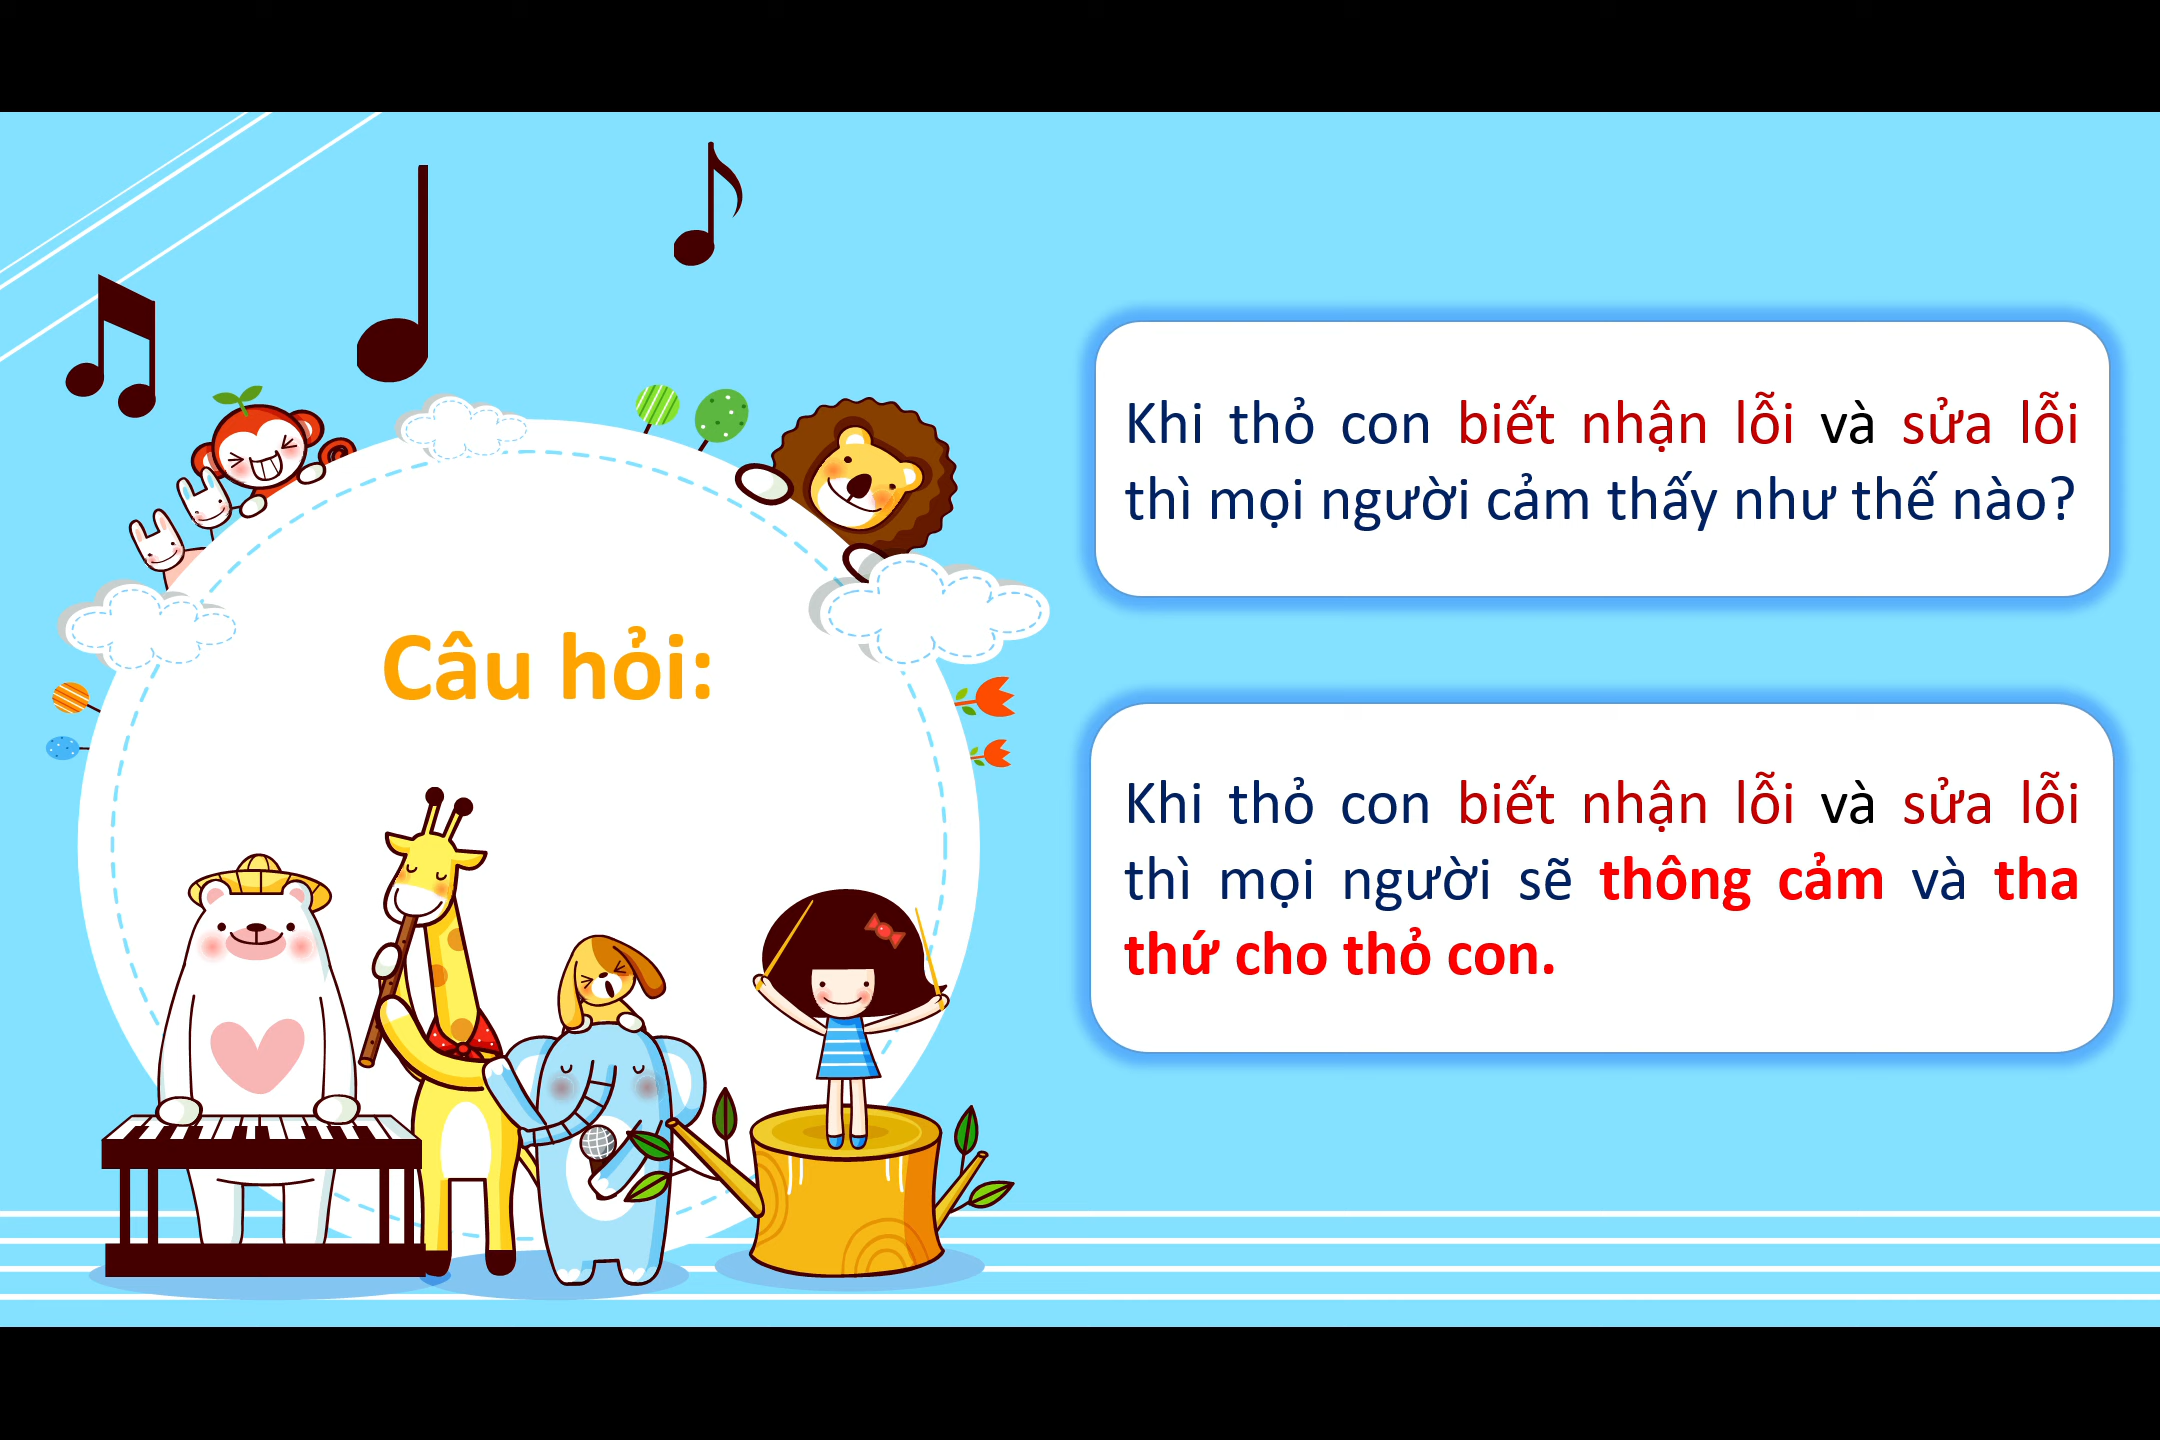 Câu hỏi:
Khi thỏ con biết nhận lỗi và sửa lỗi
thì mọi người cảm thấy như thế nào?
Khi thỏ con biết nhận lỗi và sửa lỗi
thì mọi người sẽ thông cảm và tha
thứ cho thỏ con.